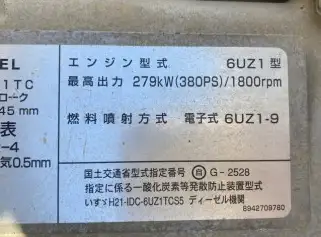 EL
1TC
ローク
45 mm
表
-4
気0.5mm
エンジン型式 6UZ1型
最高出力 279kW(380PS)/1800rpm
燃料噴射方式 電子式 6UZ1-9
国土交通省型式指定番号 G-2528
指定に係る一酸化炭素等発散防止装置型式
いすゞH21-IDC-6UZ1TCS5 ディーゼル機関
8942709780